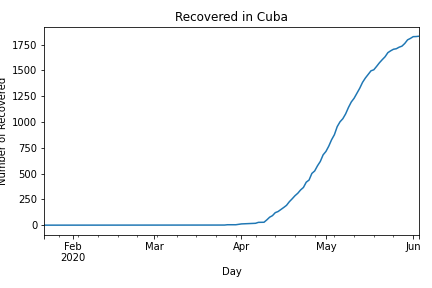 Recovered in Cuba
Number of Recovered
1750
1500
1250
1000
750
500
250
0
Feb
2020
Mar
Apr
May
Jun
Day